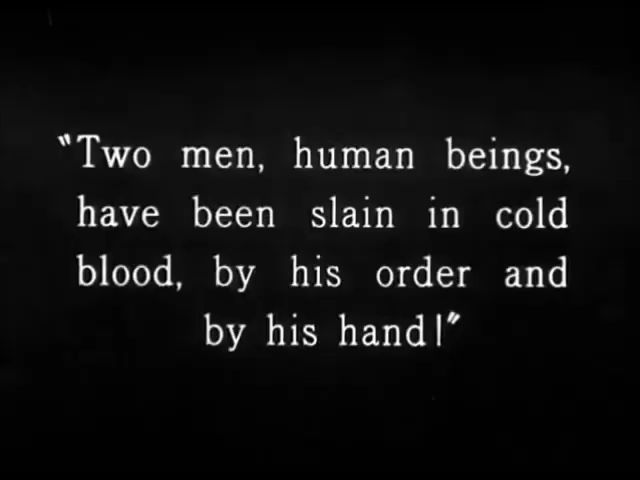 "Two men, human beings,
have been slain in cold
blood, by his order and
by his hand!"